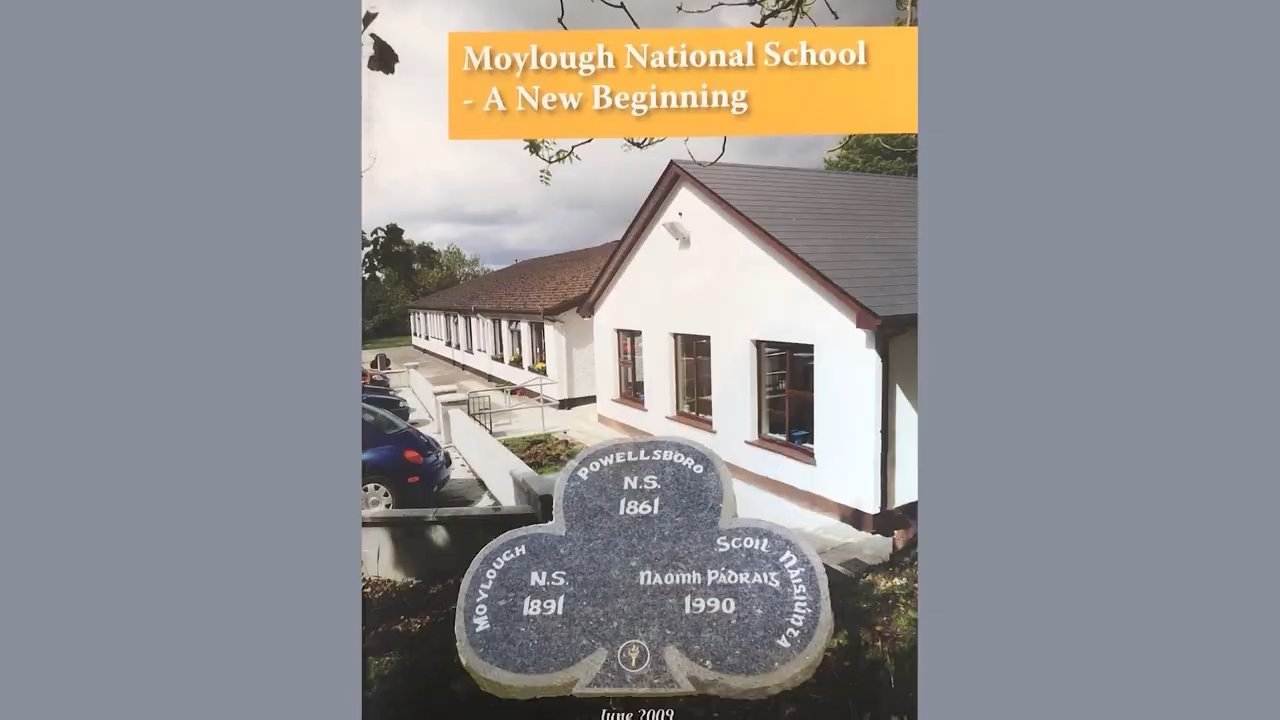 Moylough National School
- A New Beginning
POWELLSBORO
N.S.
1861
MOYLOUGH
N.S.
1891
Scoil Náisiúnta
Naomh Pádraig
1990
June 2009